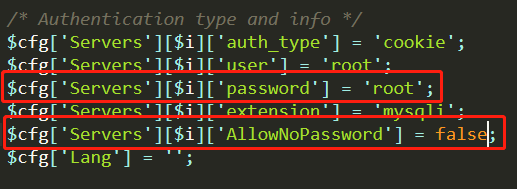 /* Authentication type and info */
$cfg['Servers'][$i]['auth_type'] = 'cookie';
$cfg['Servers'][$i]['user'] = 'root';
$cfg['Servers'][$i]['password'] = 'root';
$cfg['Servers'][$i]['extension'] = 'mysqli';
$cfg['Servers'][$i]['AllowNoPassword'] = false;
$cfg['Lang'] = '';